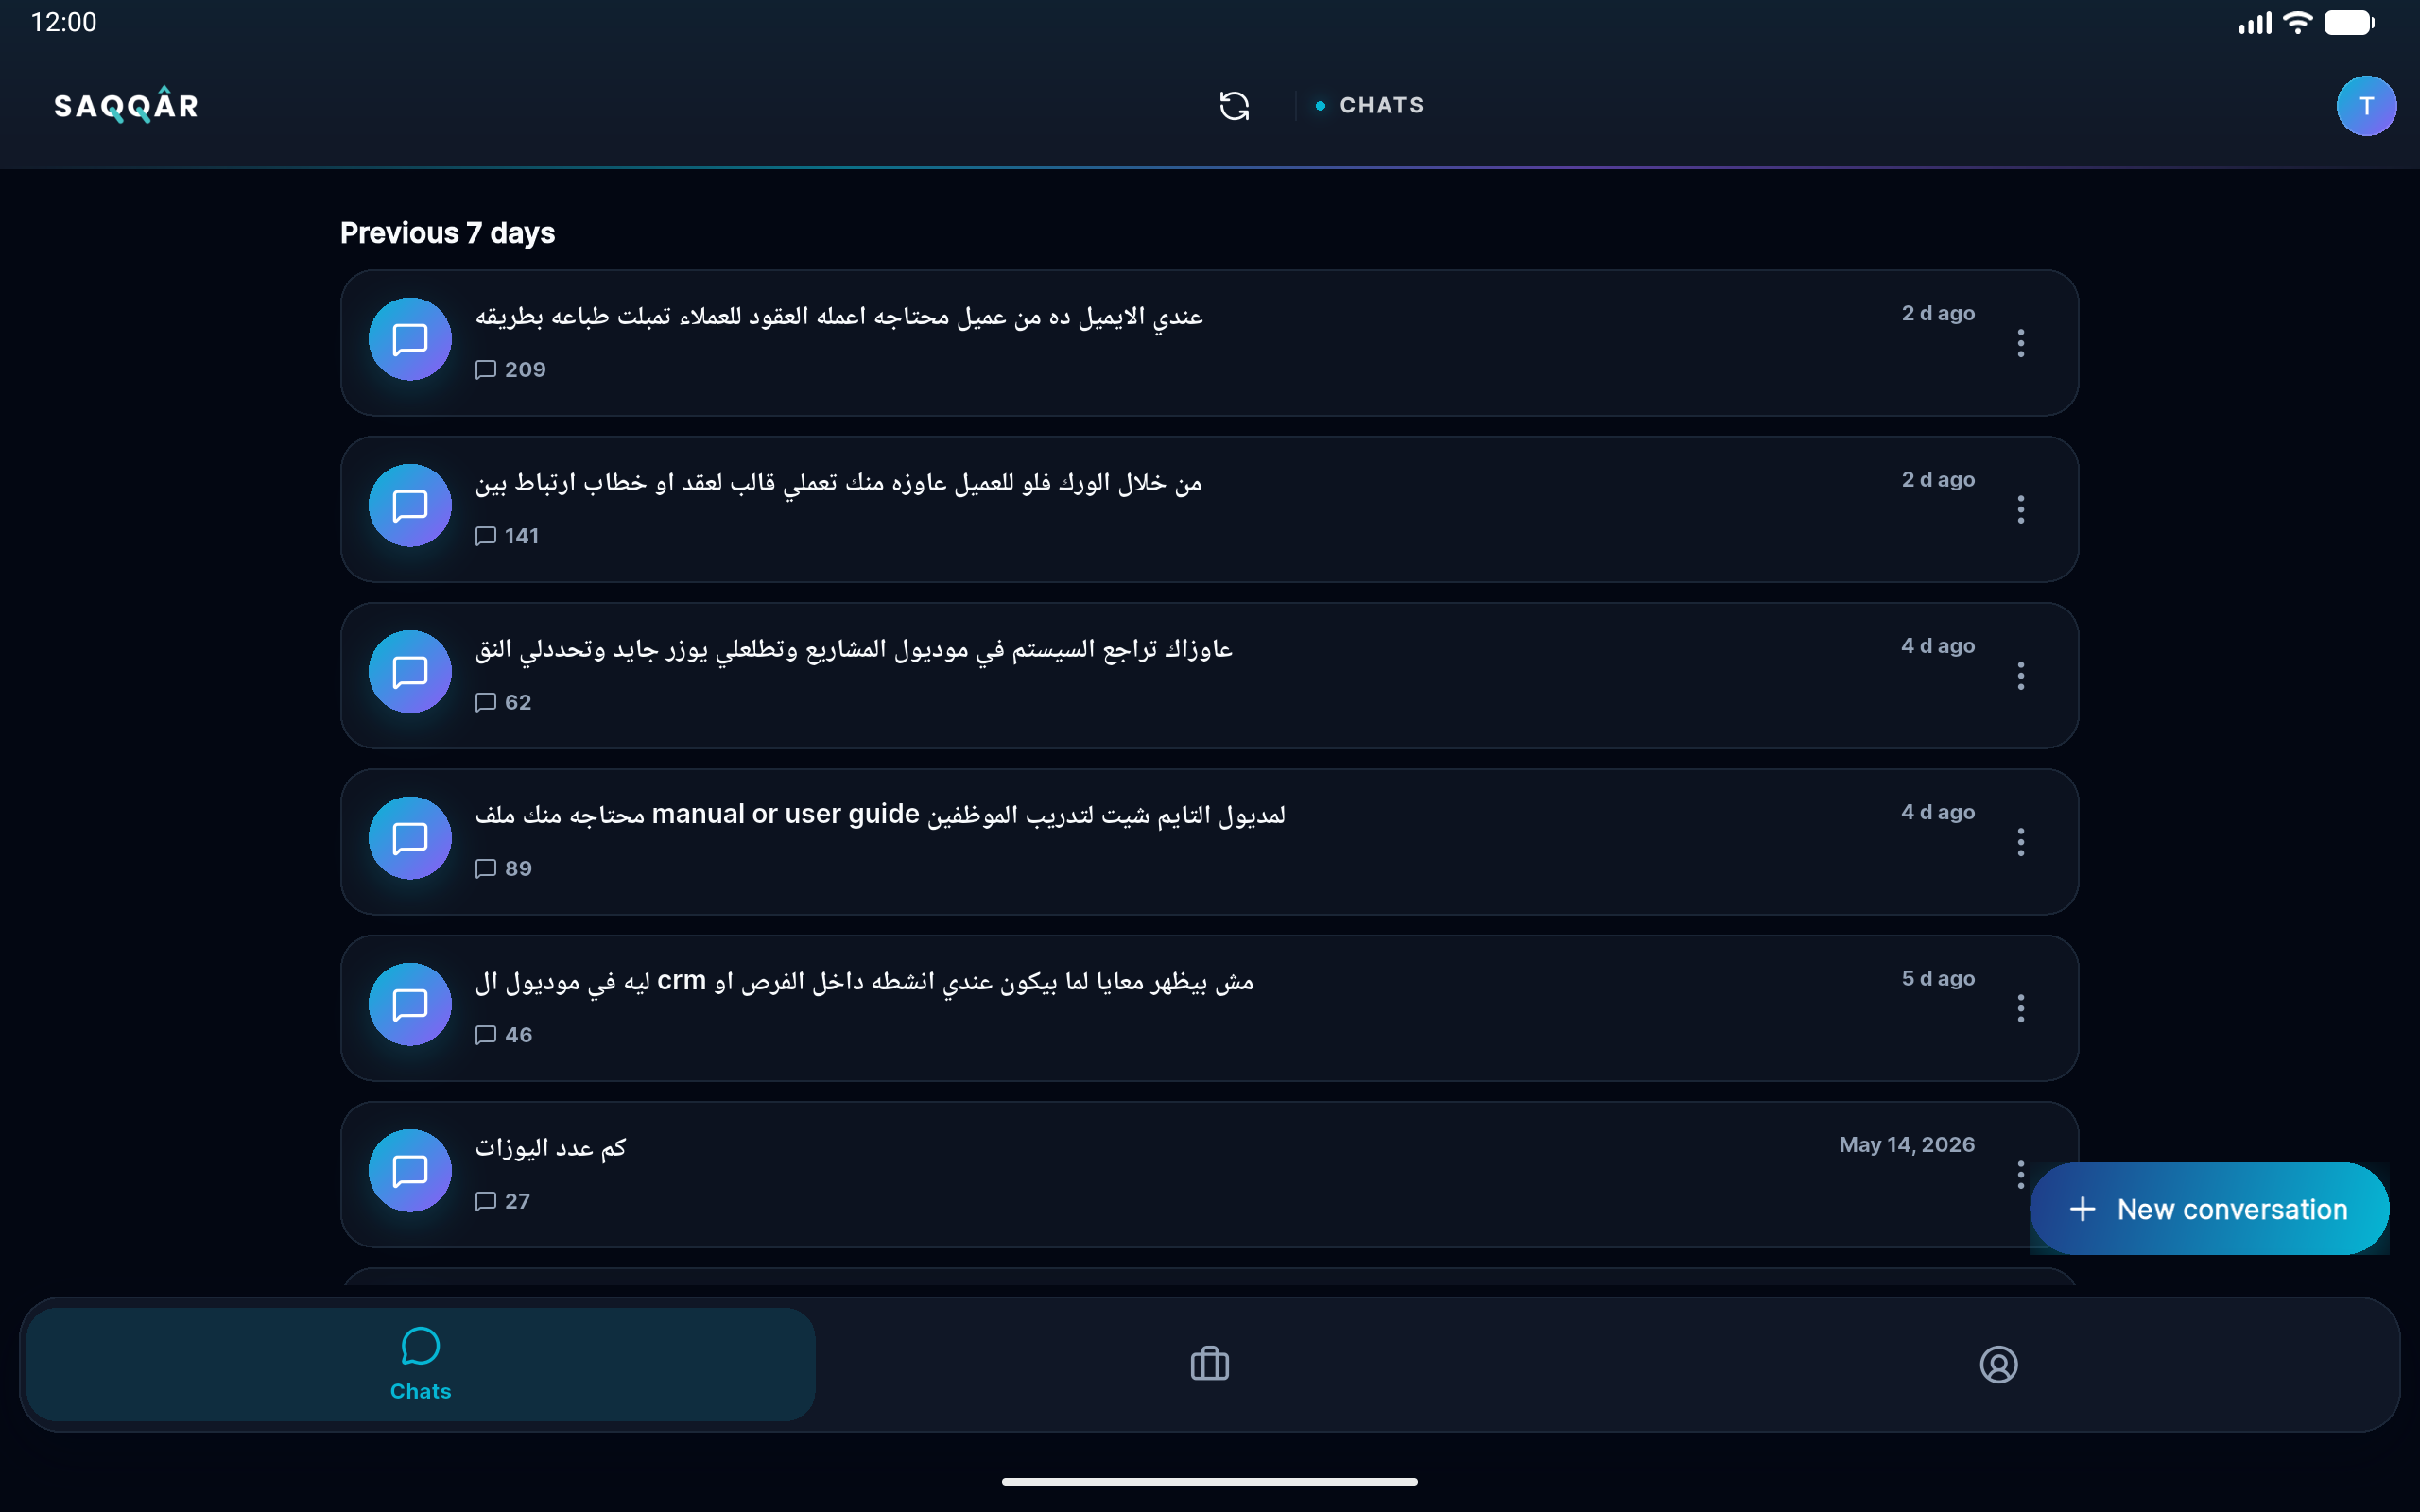 12:00
SAQQÂR
CHATS
T
Previous 7 days
عندي الايميل ده من عميل محتاجه اعمله العقود للعملاء تمبلت طباعه بطريقه
2 d ago
209
من خلال الورك فلو للعميل عاوزه منك تعملي قالب لعقد او خطاب ارتباط بين
2 d ago
141
عاوزاك تراجع السيستم في موديول المشاريع وتطلعلي يوزر جايد وتحددلي النق
4 d ago
62
محتاجه منك ملف manual or user guide لمديول التايم شيت لتدريب الموظفين
4 d ago
89
ليه في موديول ال crm مش بيظهر معايا لما بيكون عندي انشطه داخل الفرص او
5 d ago
46
كم عدد اليوزات
May 14, 2026
27
New conversation
Chats